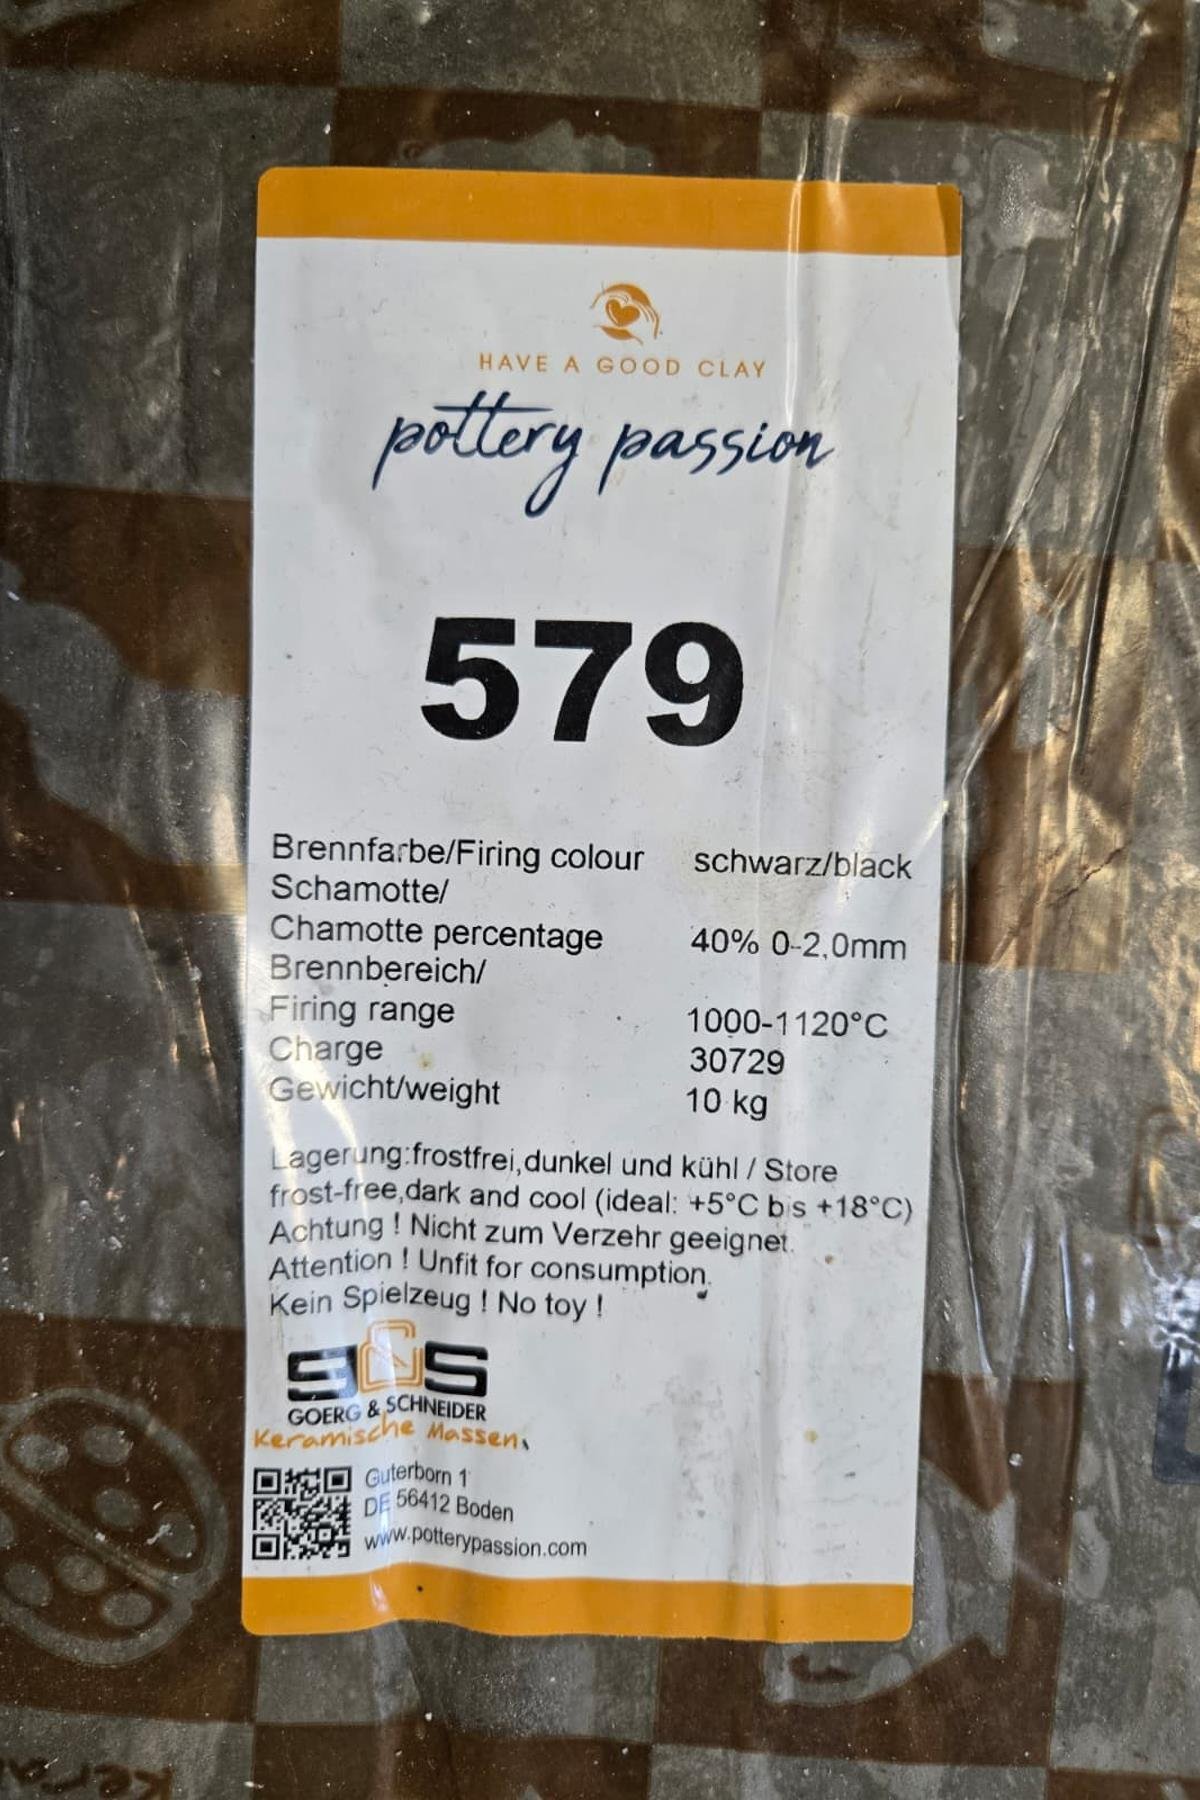 HAVE A GOOD CLAY
pottery passion
579
Brennfarbe/Firing colour schwarz/black
Schamotte/
Chamotte percentage 40% 0-2,0mm
Brennbereich/
Firing range 1000-1120°C
Charge 30729
Gewicht/weight 10 kg
Lagerung:frostfrei,dunkel und kühl / Store
frost-free,dark and cool (ideal: +5°C bis +18°C)
Achtung ! Nicht zum Verzehr geeignet.
Attention ! Unfit for consumption.
Kein Spielzeug ! No toy !
g&s
GOERG & SCHNEIDER
Keramische Massen
Guterborn 1
DE 56412 Boden
www.potterypassion.com